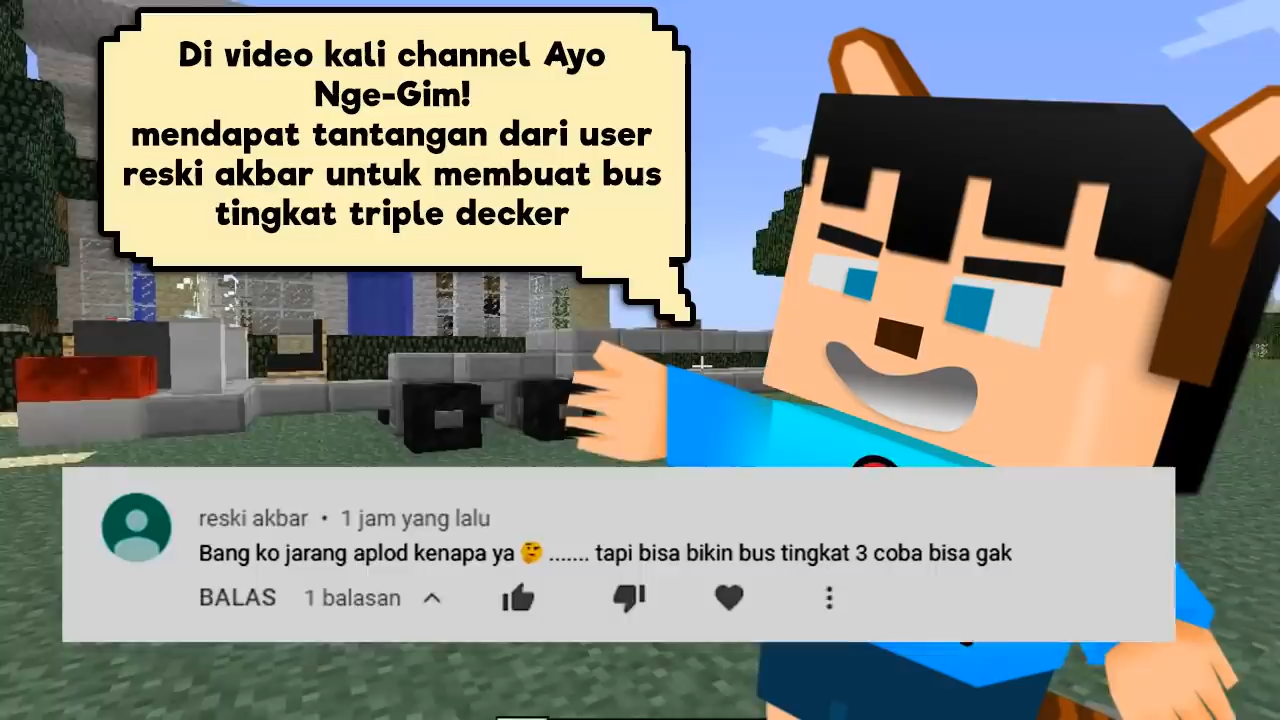 Di video kali channel Ayo
Nge-Gim!
mendapat tantangan dari user
reski akbar untuk membuat bus
tingkat triple decker
reski akbar • 1 jam yang lalu
Bang ko jarang aplod kenapa ya 🤔 ....... tapi bisa bikin bus tingkat 3 coba bisa gak
BALAS 1 balasan